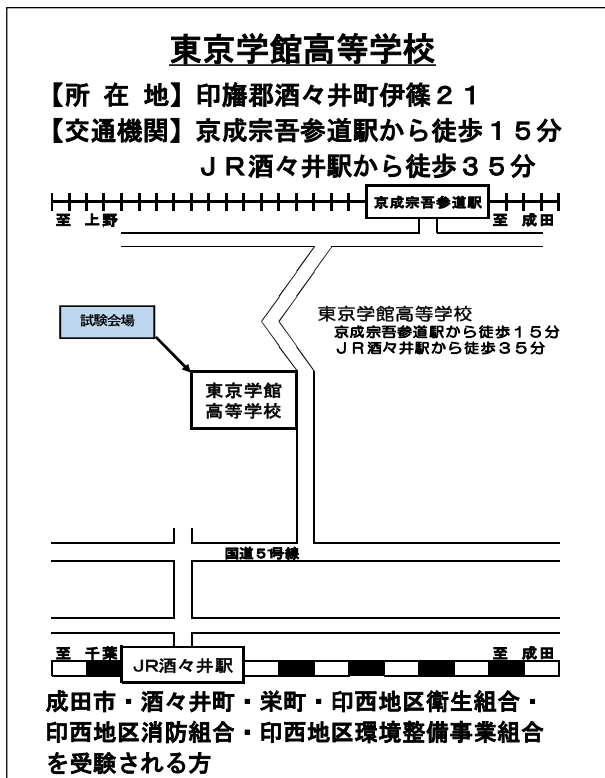 東京学館高等学校
【所 在 地】印旛郡酒々井町伊篠２１
【交通機関】京成宗吾参道駅から徒歩１５分
ＪＲ酒々井駅から徒歩３５分
京成宗吾参道駅
至 上野
至 成田
試験会場
東京学館高等学校
京成宗吾参道駅から徒歩１５分
ＪＲ酒々井駅から徒歩３５分
東京学館
高等学校
国道５１号線
至 千葉
至 成田
JR酒々井駅
成田市・酒々井町・栄町・印西地区衛生組合・
印西地区消防組合・印西地区環境整備事業組合
を受験される方